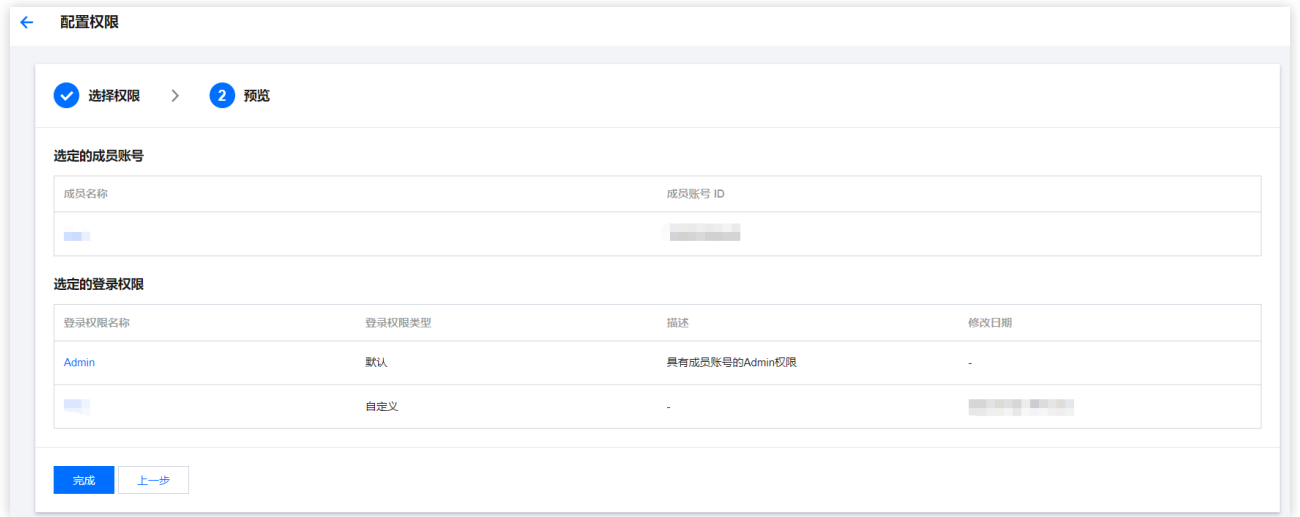 配置权限
选择权限 2 预览
选定的成员账号
成员名称 成员账号 ID
选定的登录权限
登录权限名称 登录权限类型 描述 修改日期
Admin 默认 具有成员账号的Admin权限 -
自定义 -
完成 上一步